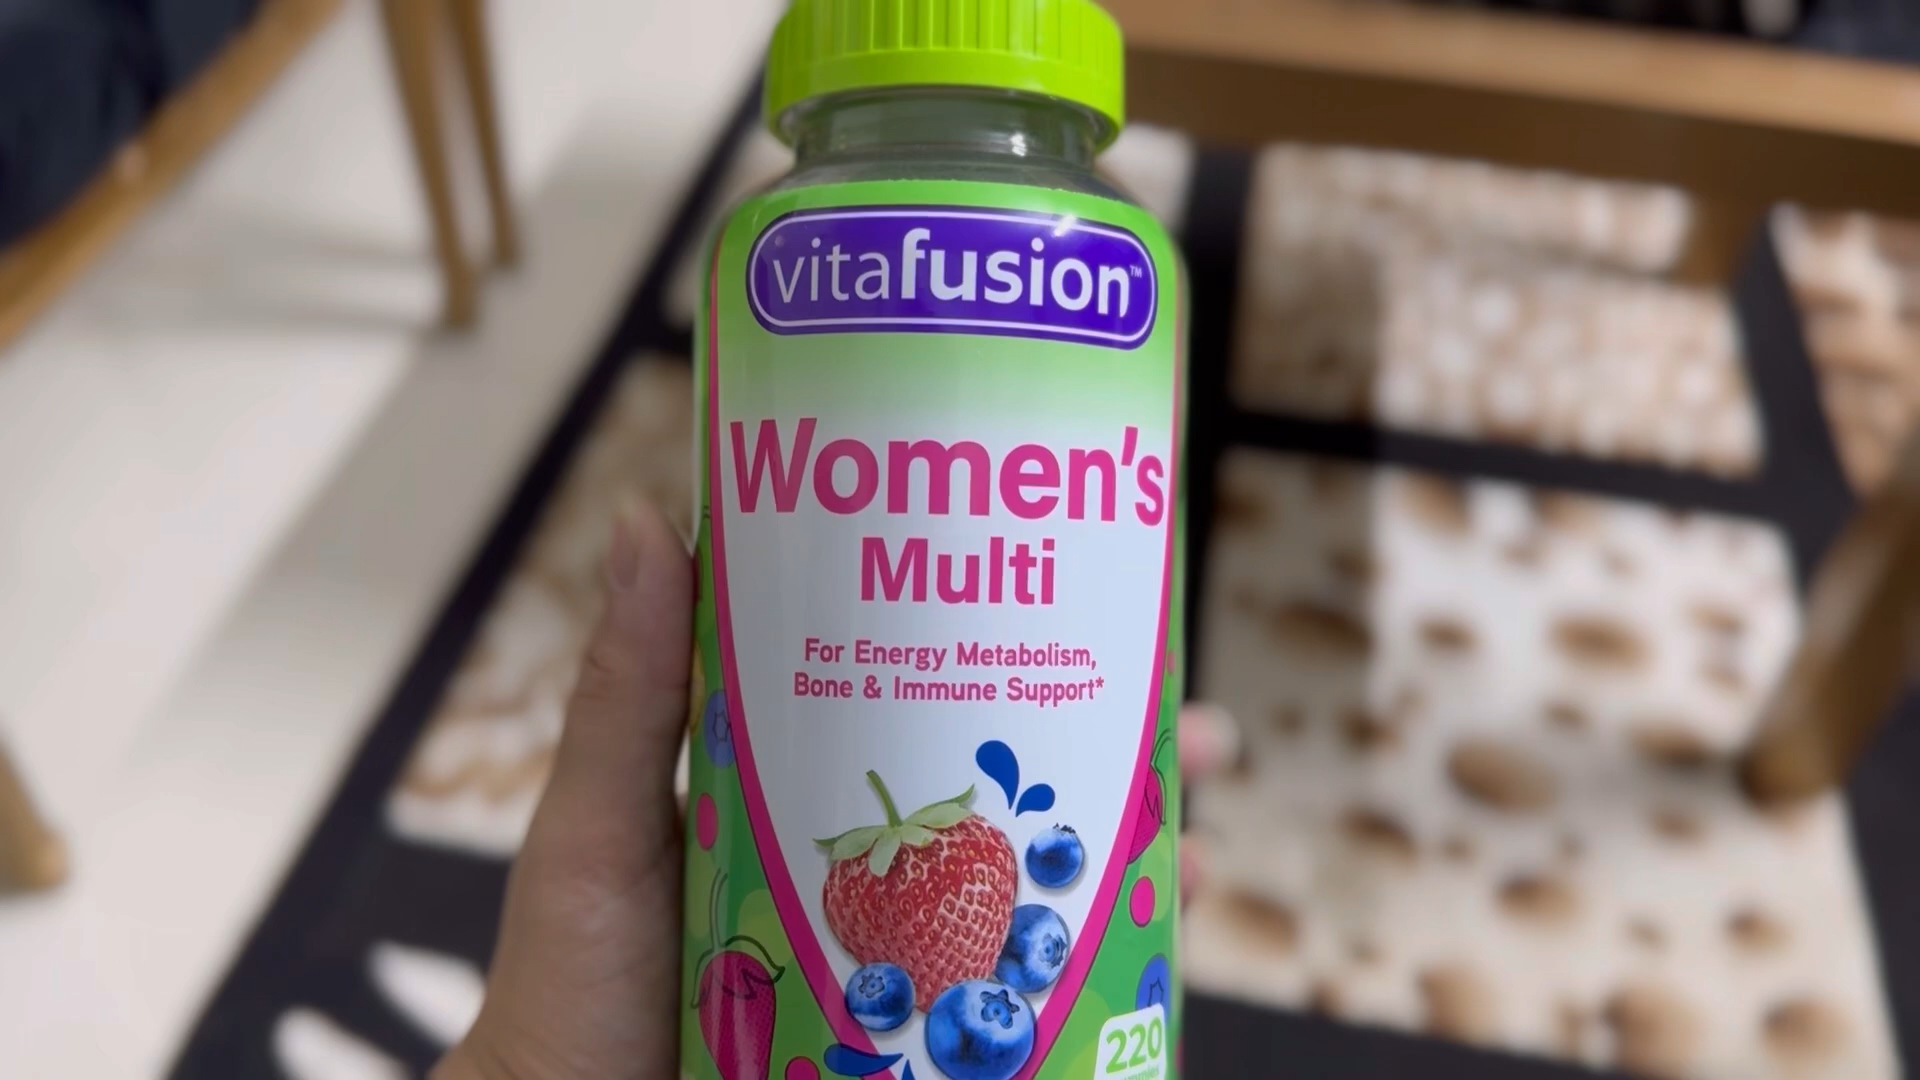 vitafusion™
Women's
Multi
For Energy Metabolism,
Bone & Immune Support*
220